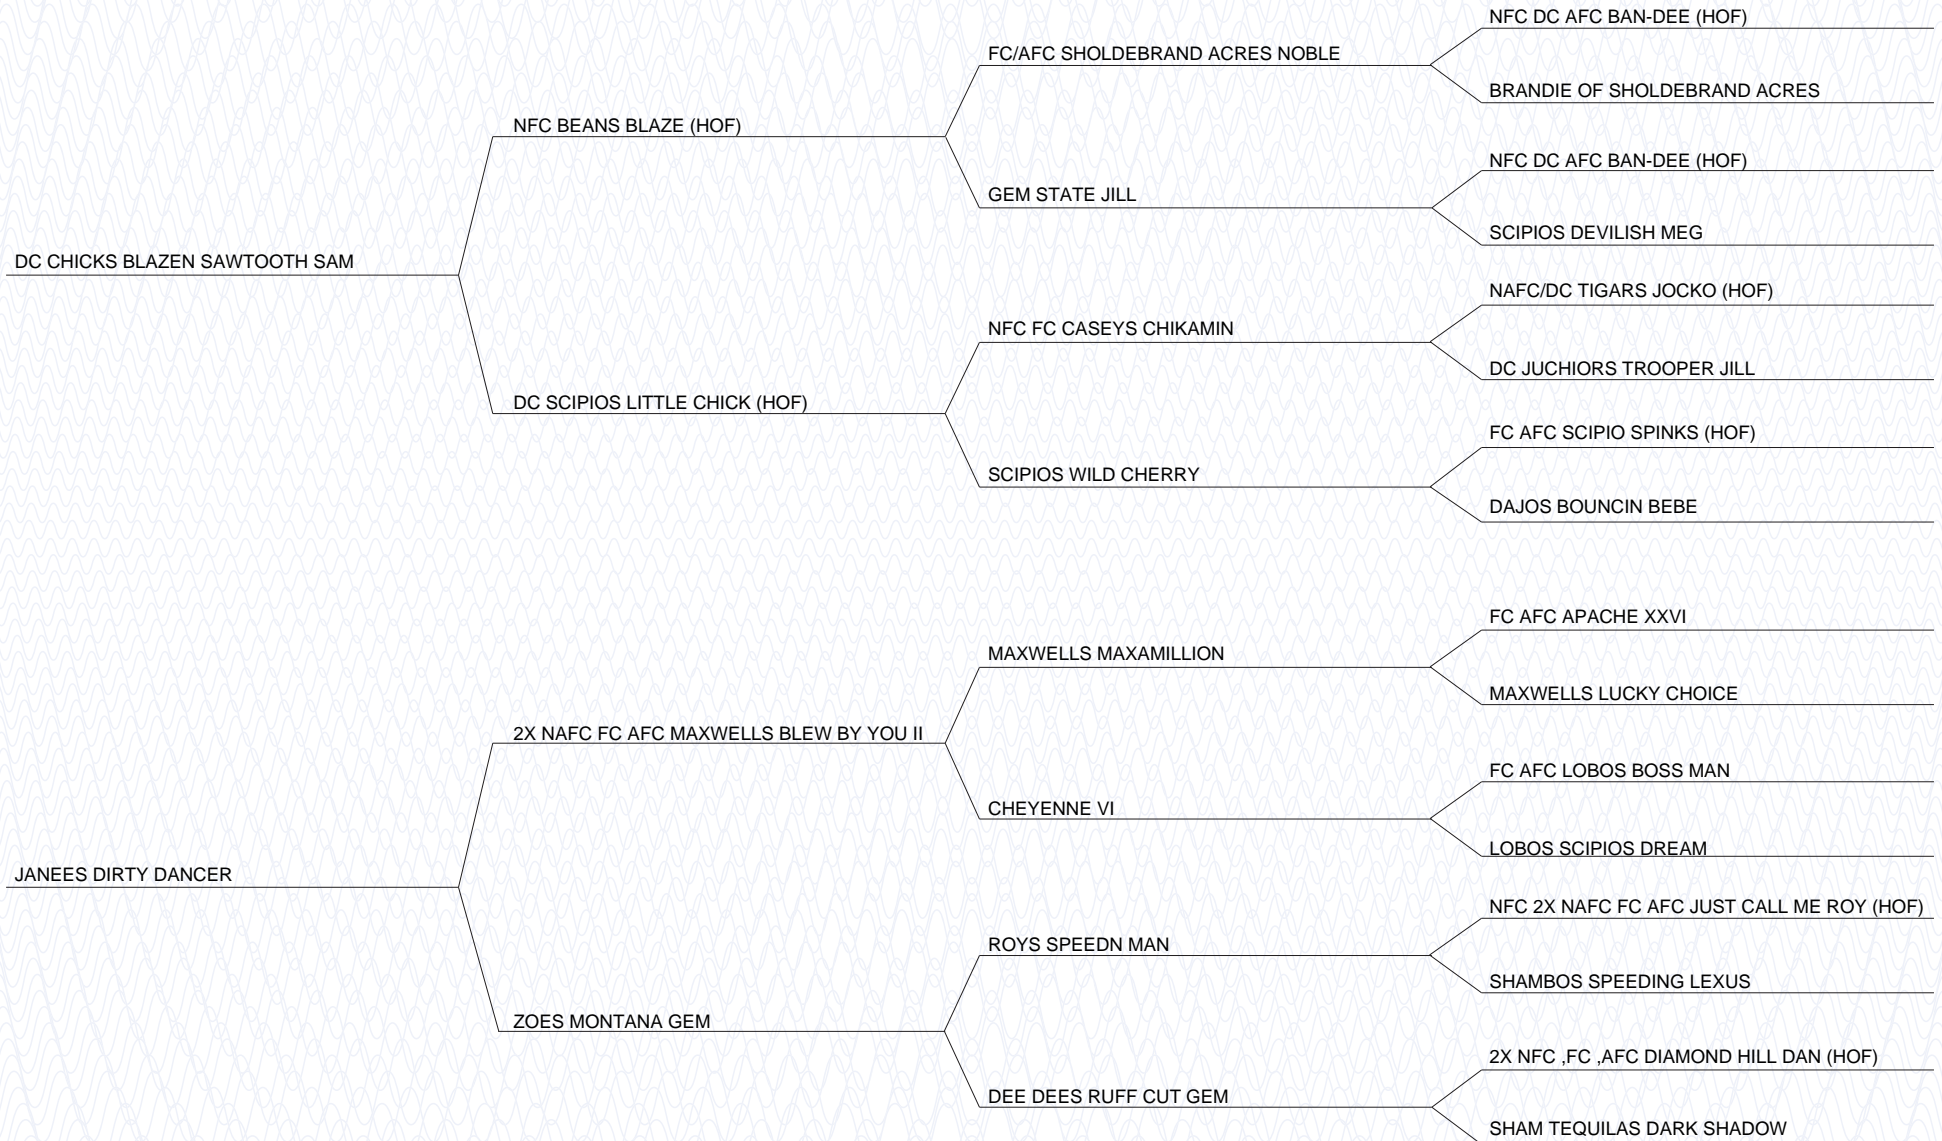 NFC DC AFC BAN-DEE (HOF)
FC/AFC SHOLDEBRAND ACRES NOBLE
BRANDIE OF SHOLDEBRAND ACRES
NFC BEANS BLAZE (HOF)
NFC DC AFC BAN-DEE (HOF)
GEM STATE JILL
SCIPIOS DEVILISH MEG
DC CHICKS BLAZEN SAWTOOTH SAM
NAFC/DC TIGARS JOCKO (HOF)
NFC FC CASEYS CHIKAMIN
DC JUCHIORS TROOPER JILL
DC SCIPIOS LITTLE CHICK (HOF)
FC AFC SCIPIO SPINKS (HOF)
SCIPIOS WILD CHERRY
DAJOS BOUNCIN BEBE
FC AFC APACHE XXVI
MAXWELLS MAXAMILLION
MAXWELLS LUCKY CHOICE
2X NAFC FC AFC MAXWELLS BLEW BY YOU II
FC AFC LOBOS BOSS MAN
CHEYENNE VI
LOBOS SCIPIOS DREAM
JANEES DIRTY DANCER
NFC 2X NAFC FC AFC JUST CALL ME ROY (HOF)
ROYS SPEEDN MAN
SHAMBOS SPEEDING LEXUS
ZOES MONTANA GEM
2X NFC ,FC ,AFC DIAMOND HILL DAN (HOF)
DEE DEES RUFF CUT GEM
SHAM TEQUILAS DARK SHADOW